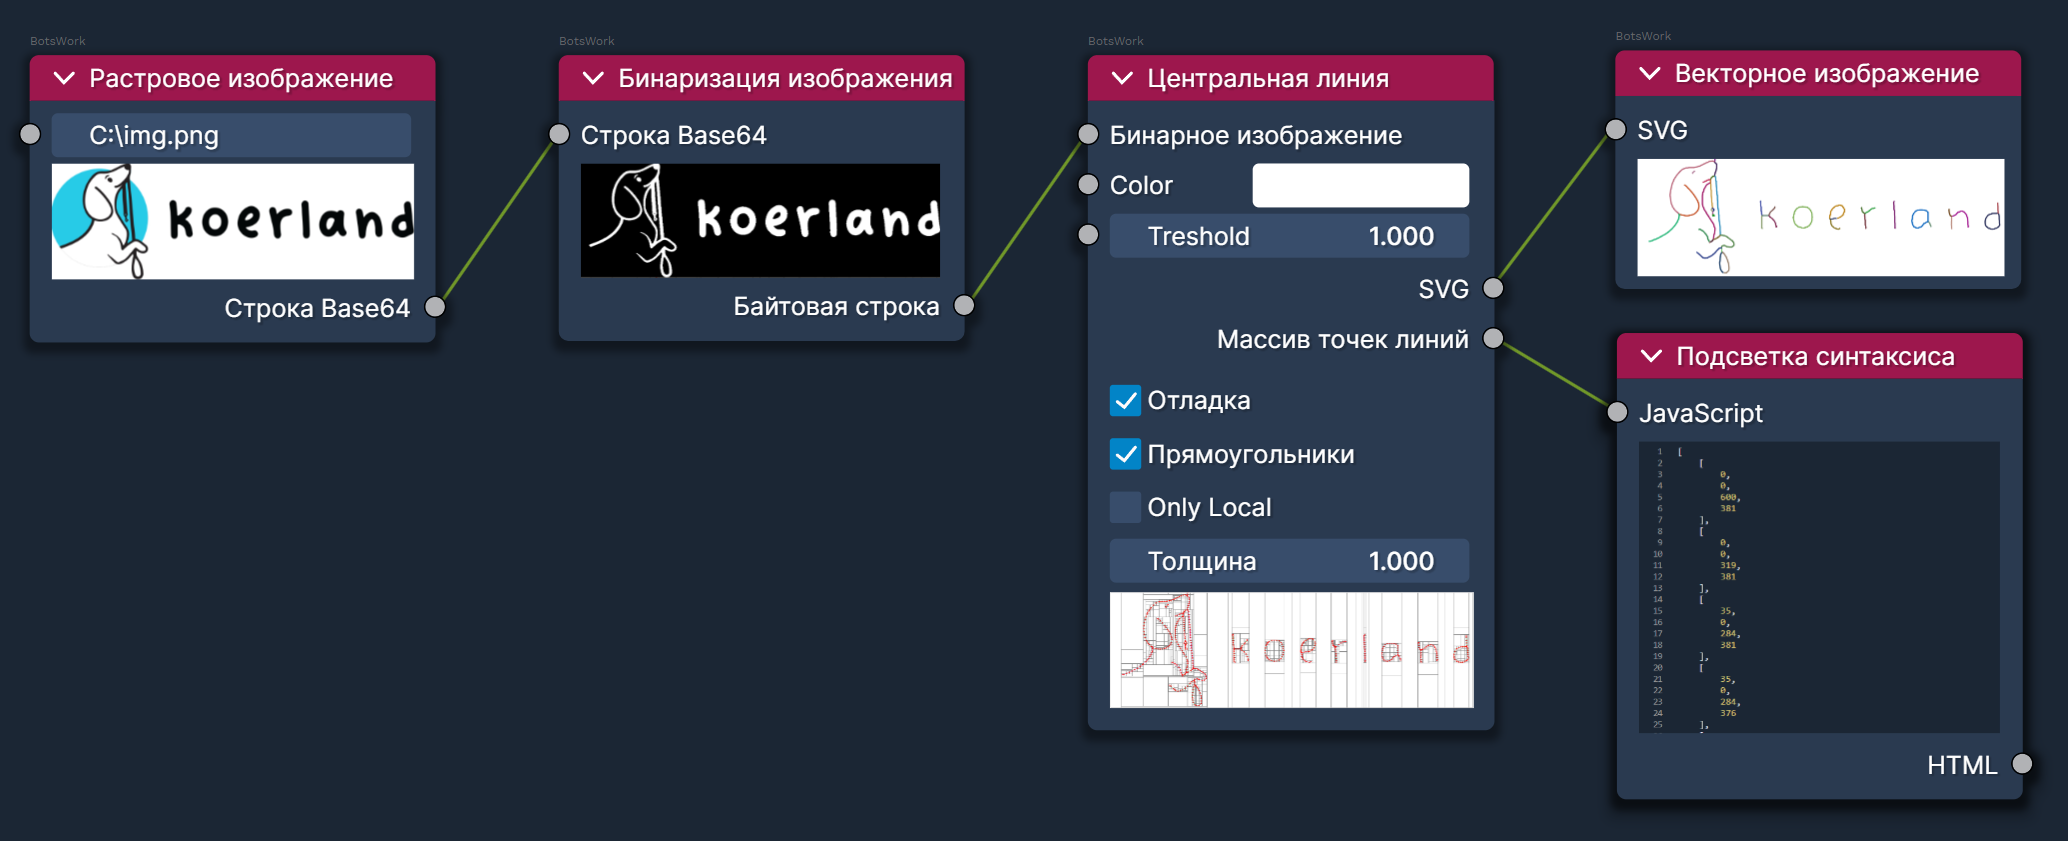 BotsWork
Растровое изображение
C:\img.png
koerland
Строка Base64
BotsWork
Бинаризация изображения
Строка Base64
koerland
Байтовая строка
BotsWork
Центральная линия
Бинарное изображение
Color
Treshold 1.000
SVG
Массив точек линий
Отладка
Прямоугольники
Only Local
Толщина 1.000
koerland
BotsWork
Векторное изображение
SVG
koerland
Подсветка синтаксиса
JavaScript
1 [
2 [
3 0,
4 0,
5 600,
6 381
7 ],
8 [
9 0,
10 0,
11 319,
12 381
13 ],
14 [
15 35,
16 0,
17 284,
18 381
19 ],
20 [
21 35,
22 0,
23 284,
24 376
25 ],
HTML